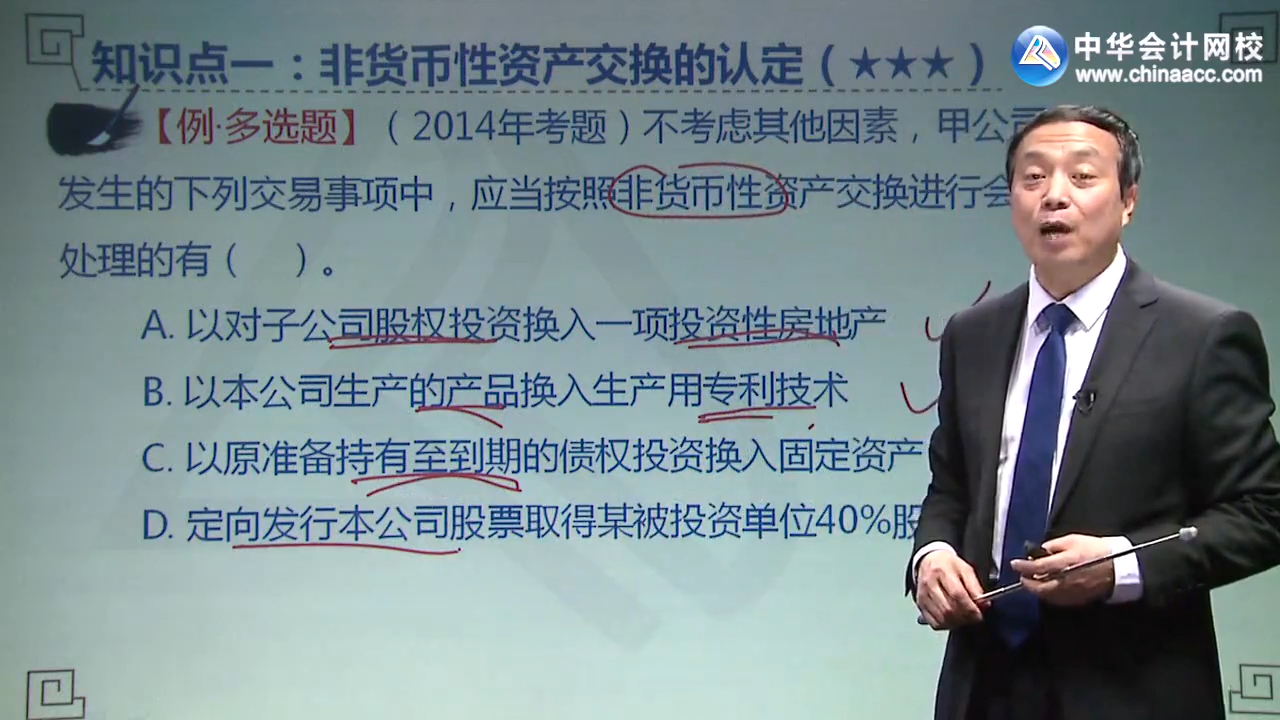 中华会计网校
www.chinaacc.com
知识点一：非货币性资产交换的认定（★★★）
【例·多选题】（2014年考题）不考虑其他因素，甲公司
发生的下列交易事项中，应当按照非货币性资产交换进行会
处理的有（ ）。
A. 以对子公司股权投资换入一项投资性房地产
B. 以本公司生产的产品换入生产用专利技术
C. 以原准备持有至到期的债权投资换入固定资产
D. 定向发行本公司股票取得某被投资单位40%股